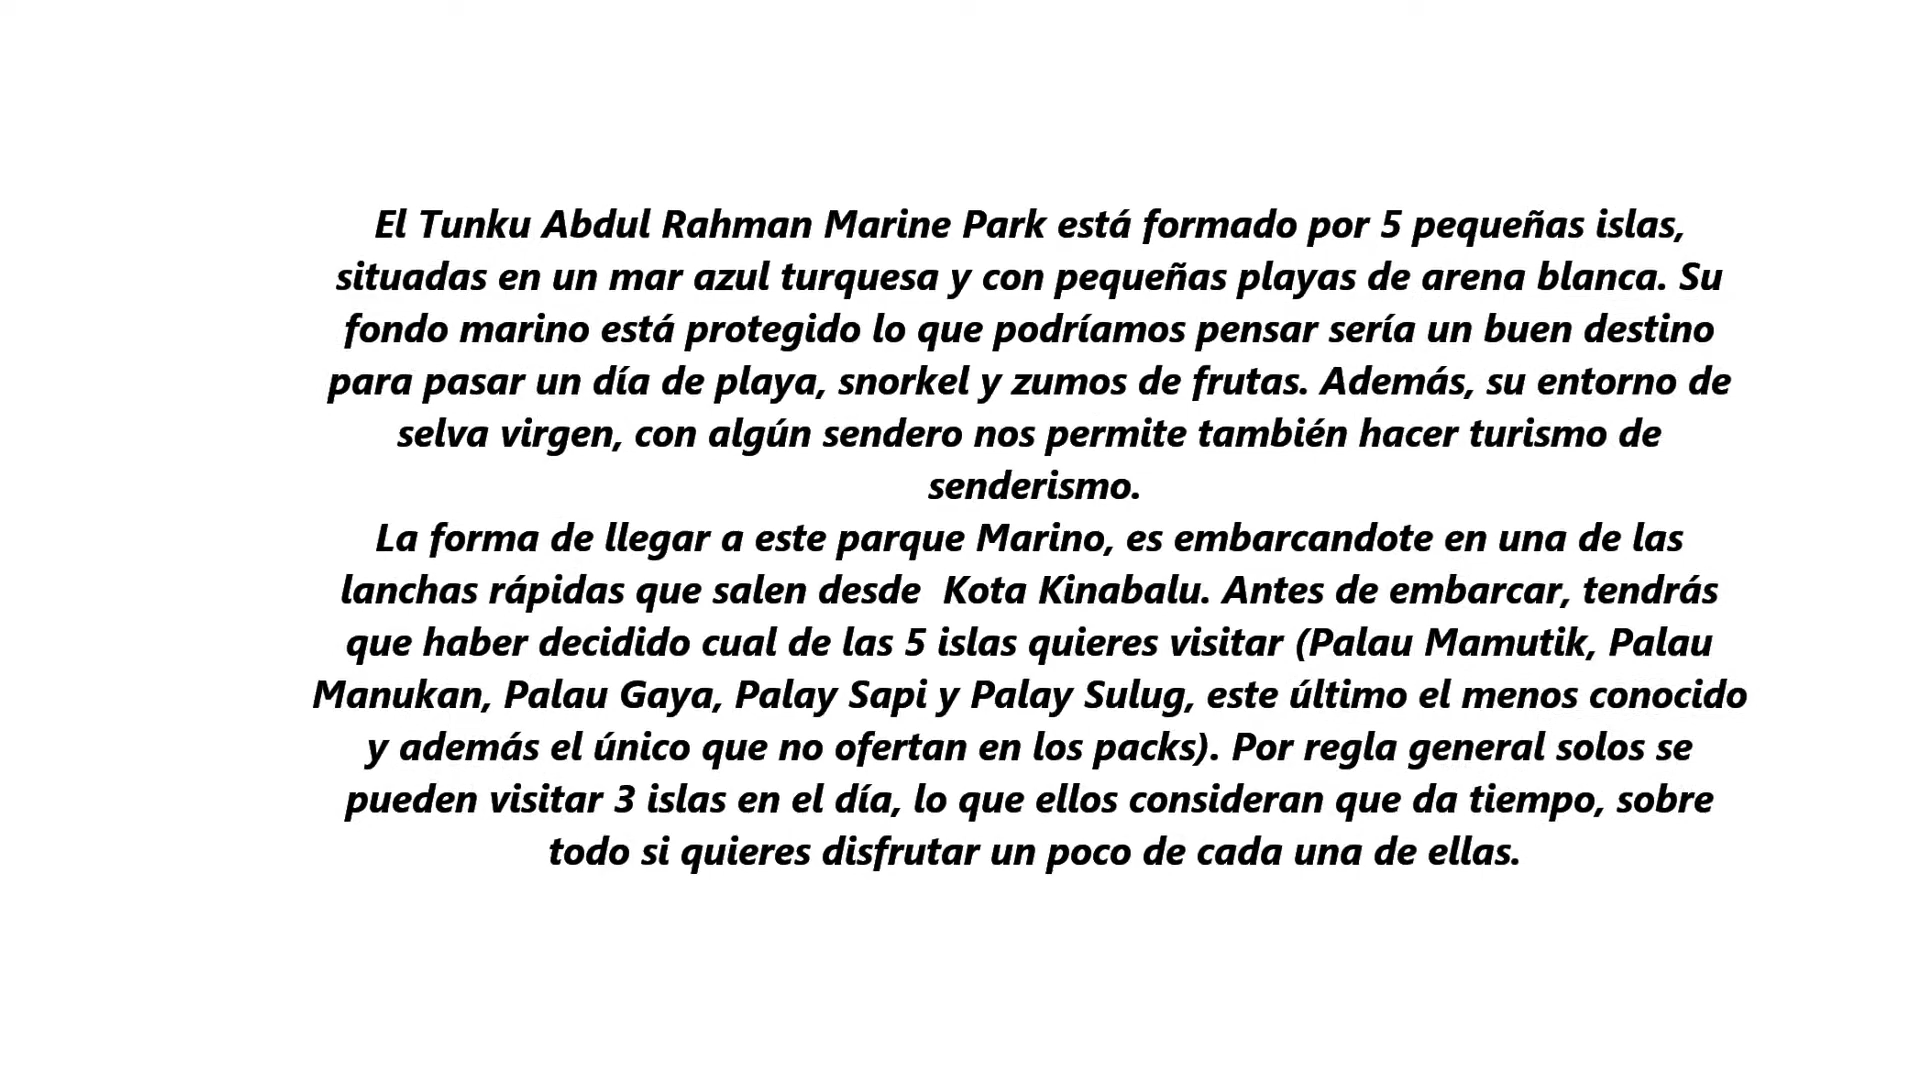 El Tunku Abdul Rahman Marine Park está formado por 5 pequeñas islas,
situadas en un mar azul turquesa y con pequeñas playas de arena blanca. Su
fondo marino está protegido lo que podríamos pensar sería un buen destino
para pasar un día de playa, snorkel y zumos de frutas. Además, su entorno de
selva virgen, con algún sendero nos permite también hacer turismo de
senderismo.
La forma de llegar a este parque Marino, es embarcandote en una de las
lanchas rápidas que salen desde  Kota Kinabalu. Antes de embarcar, tendrás
que haber decidido cual de las 5 islas quieres visitar (Palau Mamutik, Palau
Manukan, Palau Gaya, Palay Sapi y Palay Sulug, este último el menos conocido
y además el único que no ofertan en los packs). Por regla general solos se
pueden visitar 3 islas en el día, lo que ellos consideran que da tiempo, sobre
todo si quieres disfrutar un poco de cada una de ellas.